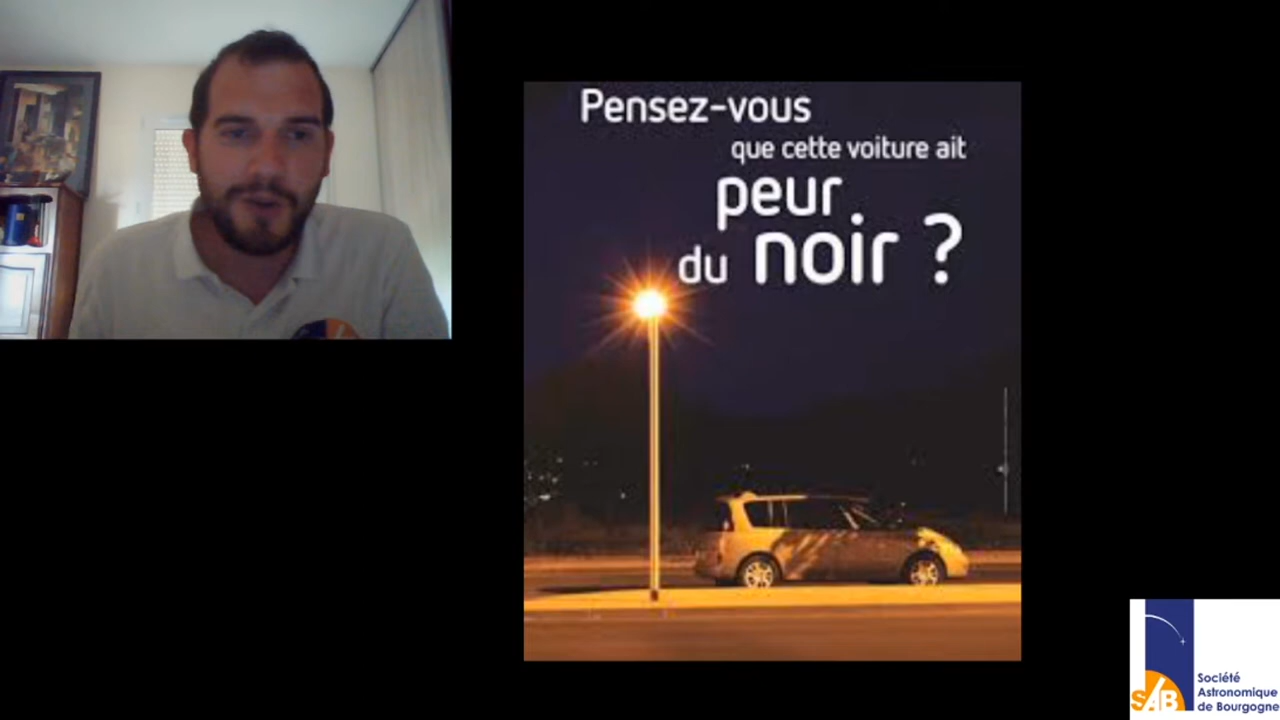 Pensez-vous
que cette voiture ait
peur
du noir ?
SAB
Société
Astronomique
de Bourgogne